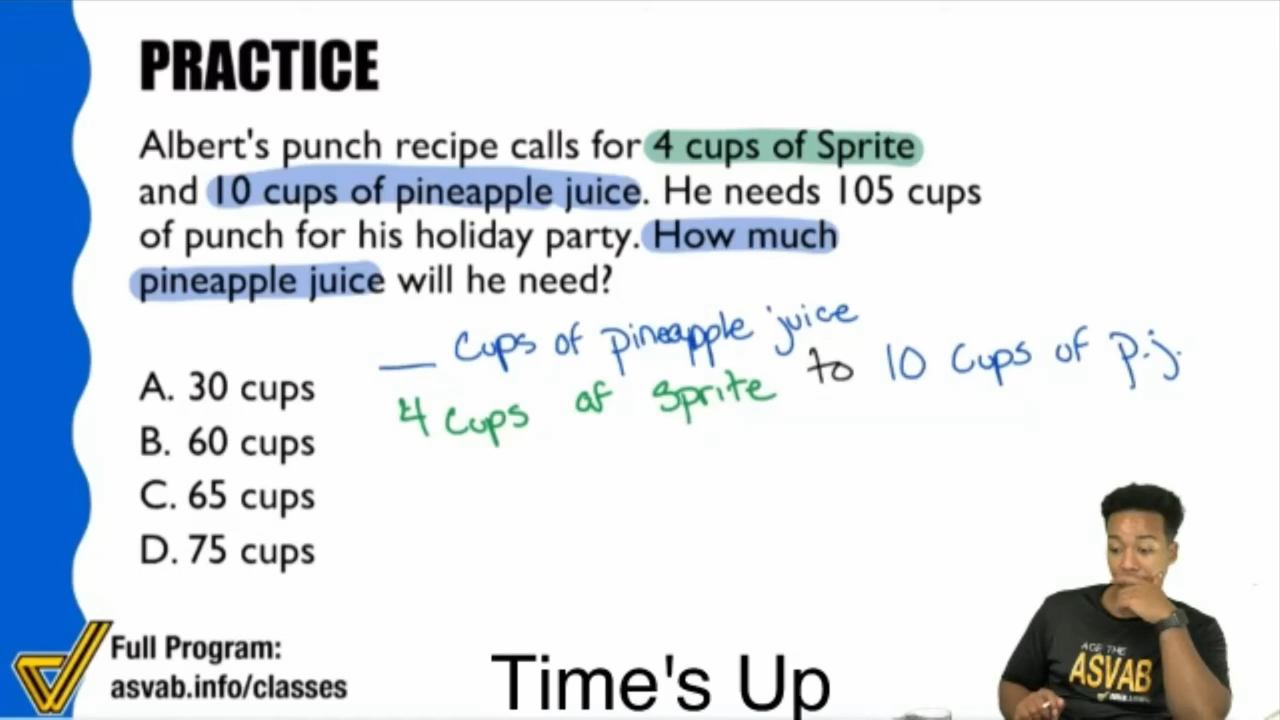 PRACTICE
Albert's punch recipe calls for 4 cups of Sprite
and 10 cups of pineapple juice. He needs 105 cups
of punch for his holiday party. How much
pineapple juice will he need?
__ cups of pineapple juice
4 cups of sprite to 10 cups of p.j.
A. 30 cups
B. 60 cups
C. 65 cups
D. 75 cups
Full Program:
asvab.info/classes
Time's Up
ACE THE
ASVAB